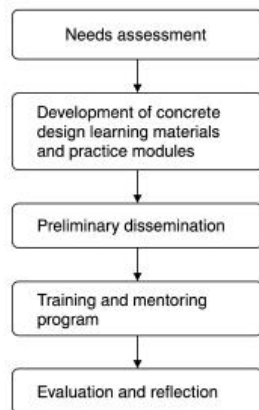 Needs assessment
Development of concrete
design learning materials
and practice modules
Preliminary dissemination
Training and mentoring
program
Evaluation and reflection